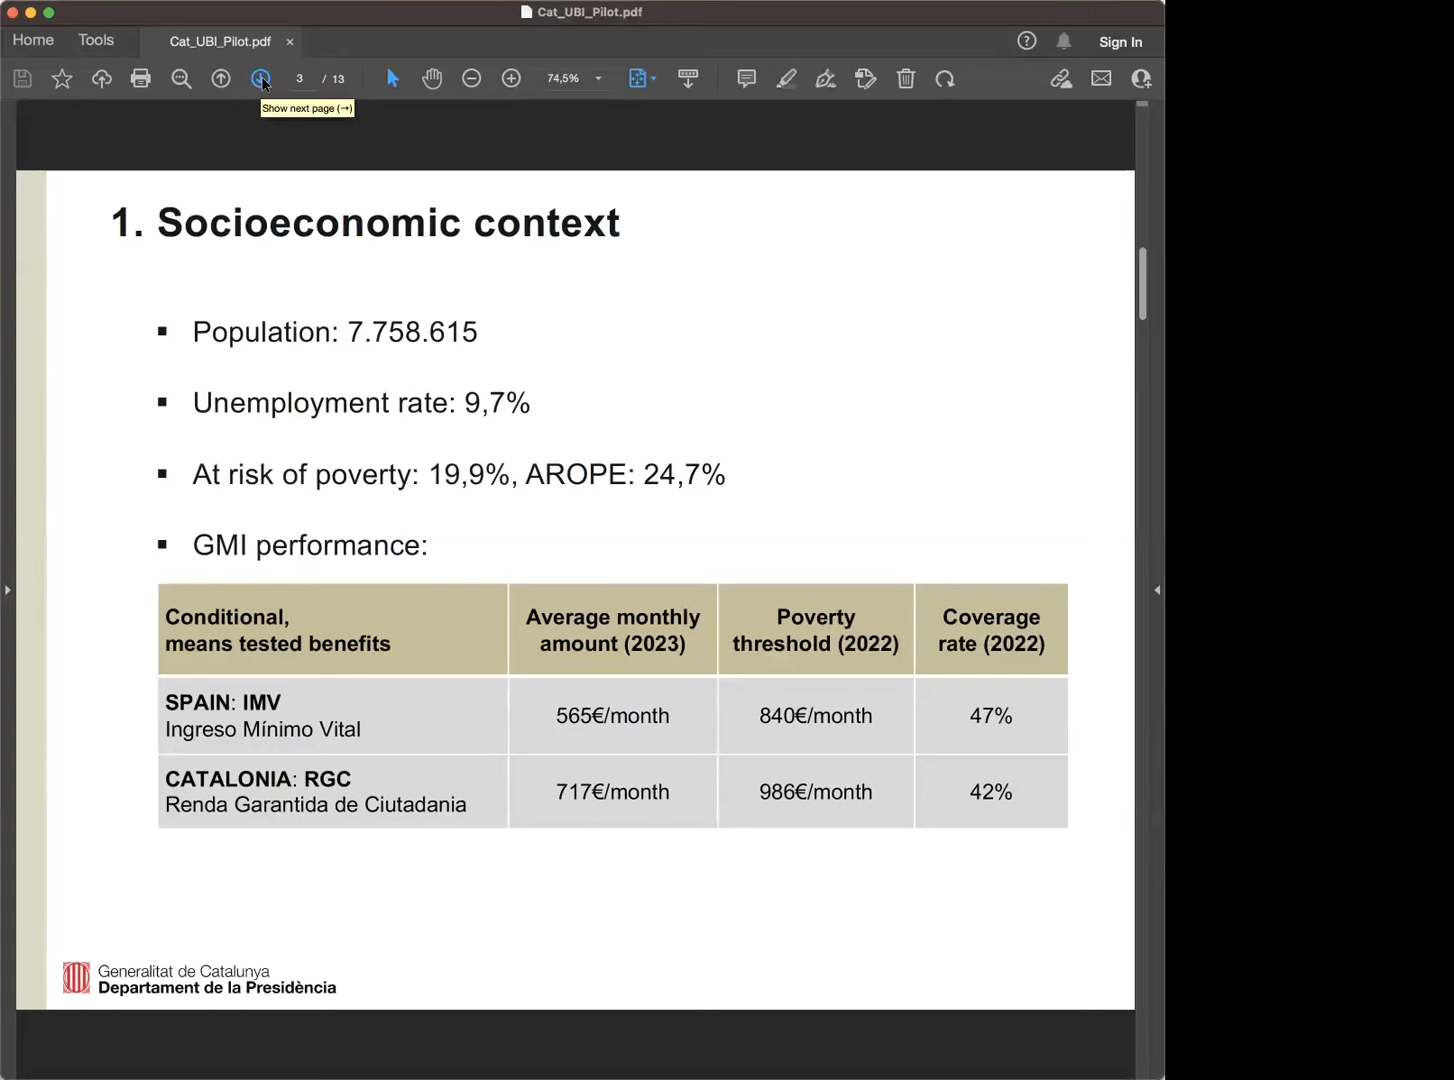 Cat_UBI_Pilot.pdf
Home
Tools
Cat_UBI_Pilot.pdf ×
Sign In
3 / 13
74,5%
Show next page (→)
1. Socioeconomic context
▪ Population: 7.758.615
▪ Unemployment rate: 9,7%
▪ At risk of poverty: 19,9%, AROPE: 24,7%
▪ GMI performance:
Conditional,
means tested benefits
Average monthly
amount (2023)
Poverty
threshold (2022)
Coverage
rate (2022)
SPAIN: IMV
Ingreso Mínimo Vital
565€/month
840€/month
47%
CATALONIA: RGC
Renda Garantida de Ciutadania
717€/month
986€/month
42%
Generalitat de Catalunya
Departament de la Presidència